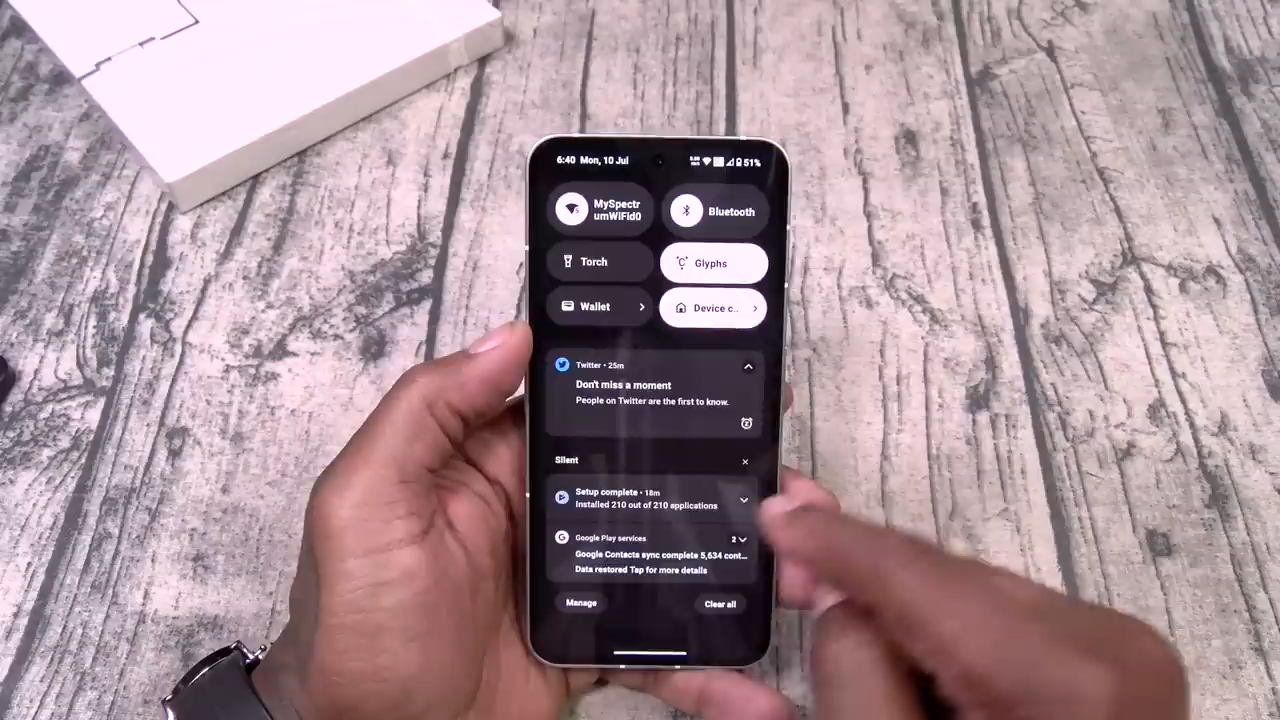 6:40 Mon, 10 Jul
51%
MySpectr
umWiFid0
Bluetooth
Torch
Glyphs
Wallet
Device c..
Twitter • 25m
Don't miss a moment
People on Twitter are the first to know.
Silent
Setup complete • 18m
Installed 210 out of 210 applications
Google Play services
2
Google Contacts sync complete 5,634 cont...
Data restored Tap for more details
Manage
Clear all